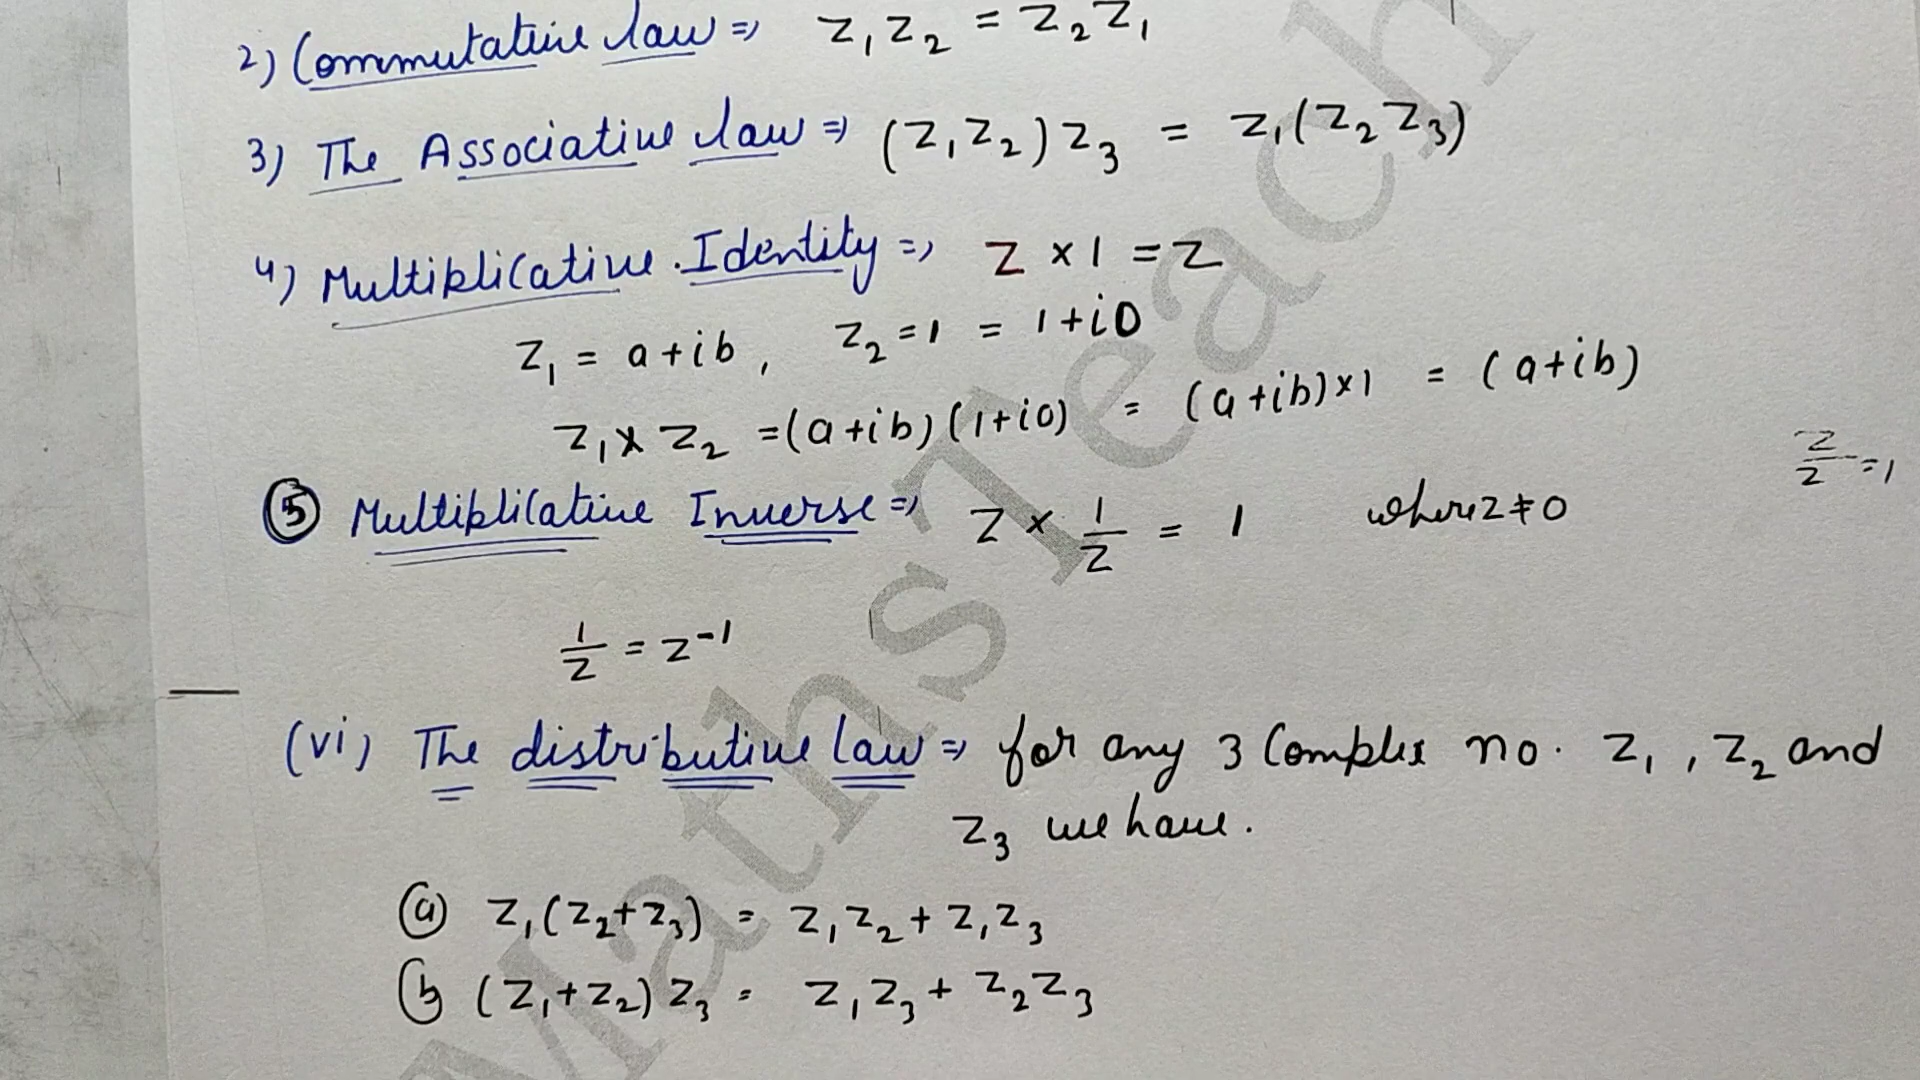 2) Commutative law ⇒ z₁z₂ = z₂z₁
3) The Associative law ⇒ (z₁z₂)z₃ = z₁(z₂z₃)
4) Multiplicative Identity ⇒ z × 1 = z
z₁ = a+ib, z₂ = 1 = 1+i0
z₁ × z₂ = (a+ib)(1+i0) = (a+ib)×1 = (a+ib)
z/z = 1
⑤ Multiplicative Inverse ⇒ z × 1/z = 1 where z ≠ 0
1/z = z⁻¹
(vi) The distributive law ⇒ for any 3 Complex no. z₁, z₂ and
z₃ we have.
ⓐ z₁(z₂+z₃) = z₁z₂ + z₁z₃
ⓑ (z₁+z₂)z₃ = z₁z₃ + z₂z₃
Maths Teach